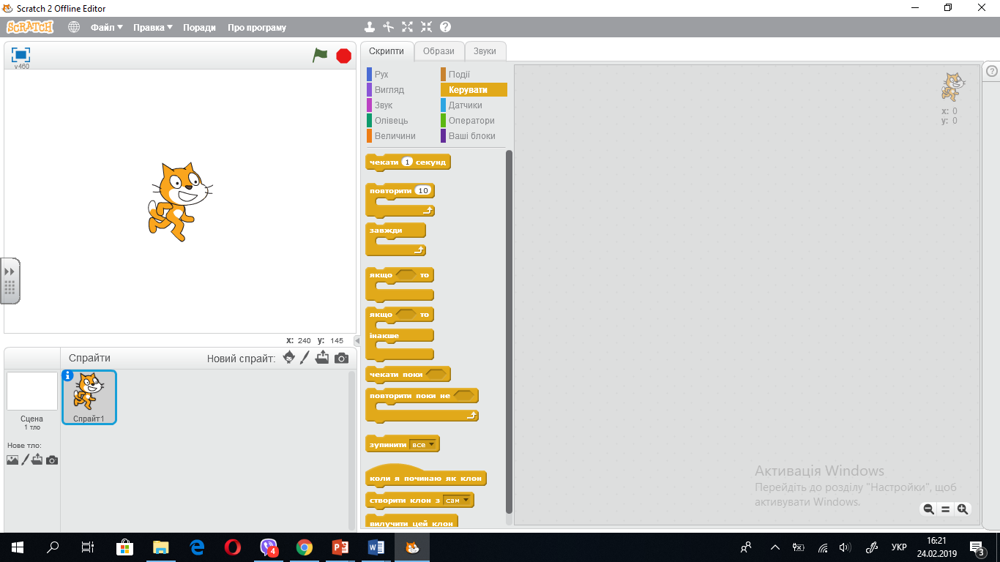 Scratch 2 Offline Editor
SCRATCH Файл Правка Поради Про програму
v460
Скрипти Образи Звуки
Рух Події
Вигляд Керувати
Звук Датчики
Олівець Оператори
Величини Ваші блоки
чекати 1 секунд
повторити 10
завжди
якщо то
якщо то
інакше
чекати поки
повторити поки не
зупинити все
коли я починаю як клон
створити клон з сам
вилучити цей клон
x: 0
y: 0
x: 240 y: 145
Спрайти Новий спрайт:
Сцена
1 тло
Спрайт1
Нове тло:
Активація Windows
Перейдіть до розділу "Настройки", щоб
активувати Windows.
4
УКР
16:21
24.02.2019
3